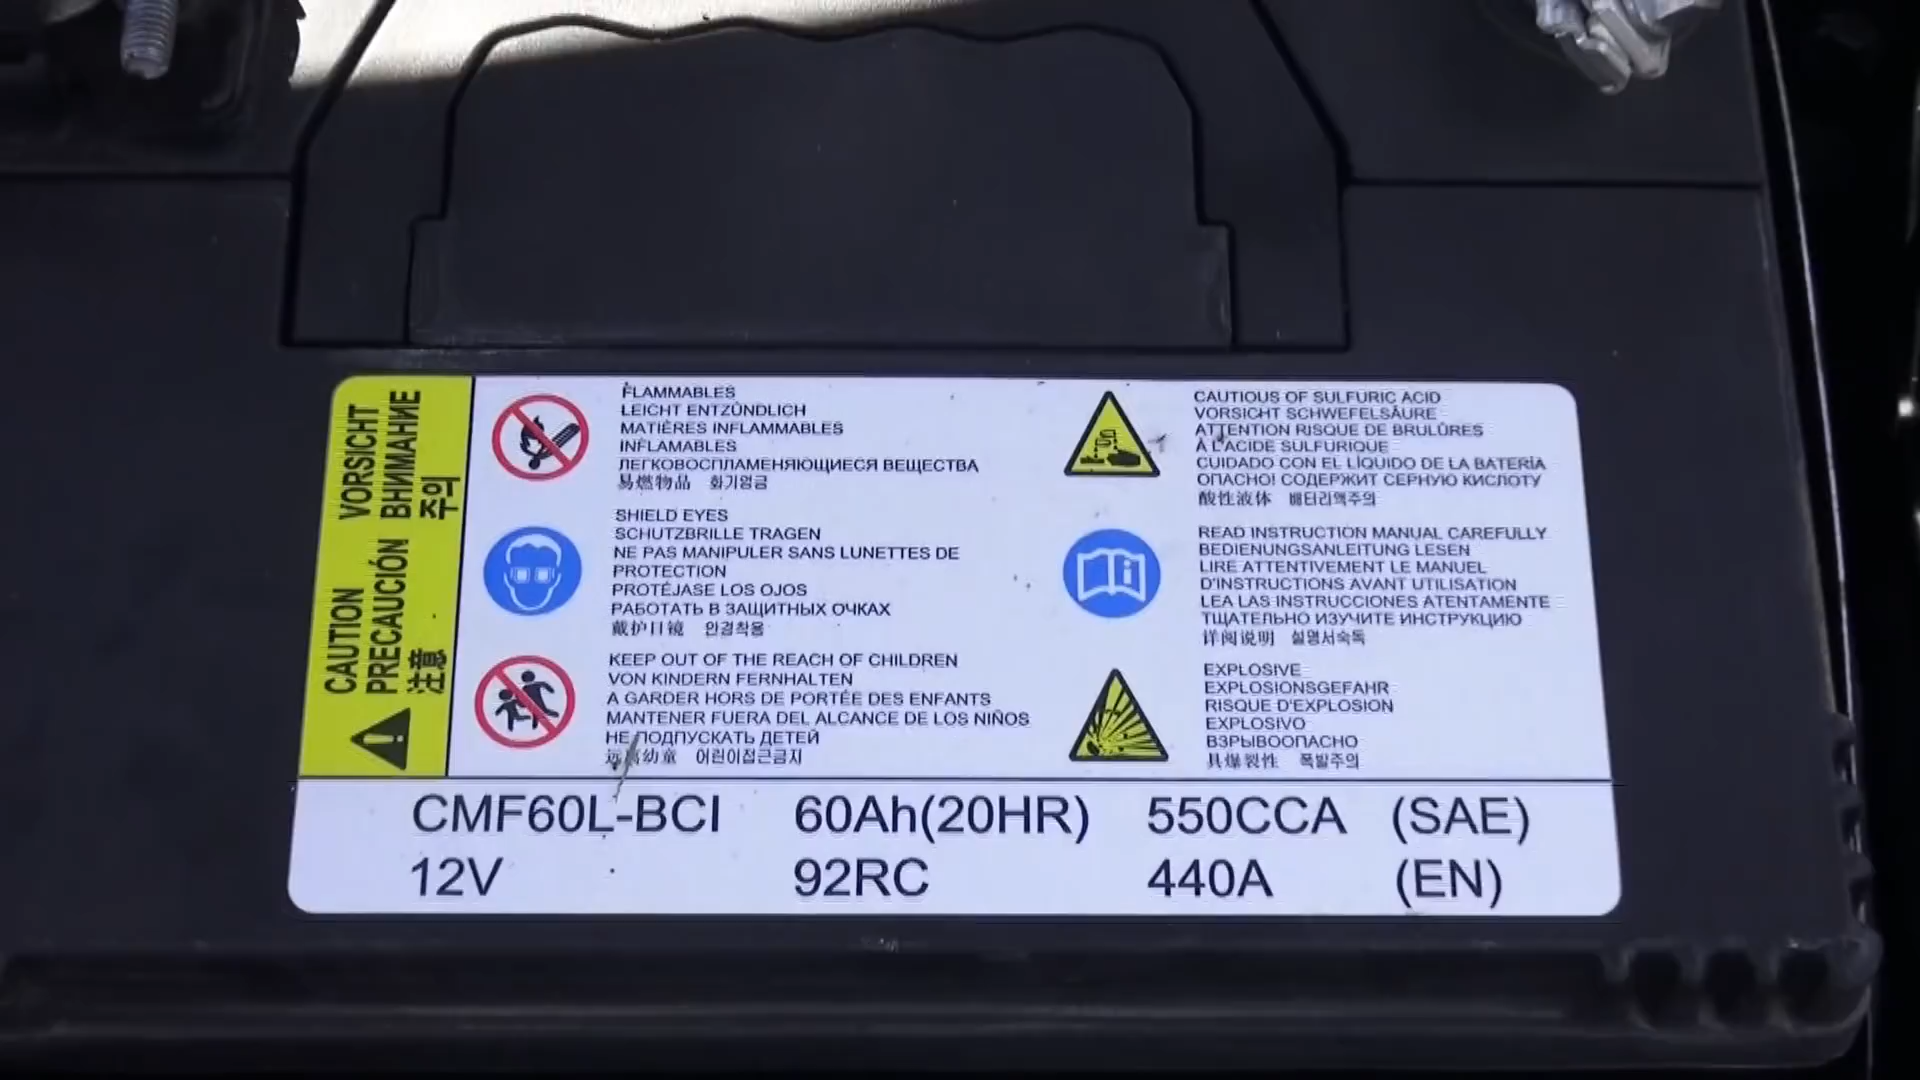 CAUTION VORSICHT
PRECAUCIÓN ВНИМАНИЕ
注意 주의
FLAMMABLES
LEICHT ENTZÜNDLICH
MATIÈRES INFLAMMABLES
INFLAMABLES
ЛЕГКОВОСПЛАМЕНЯЮЩИЕСЯ ВЕЩЕСТВА
易燃物品 화기엄금
SHIELD EYES
SCHUTZBRILLE TRAGEN
NE PAS MANIPULER SANS LUNETTES DE
PROTECTION
PROTÉJASE LOS OJOS
РАБОТАТЬ В ЗАЩИТНЫХ ОЧКАХ
戴护目镜 안경착용
KEEP OUT OF THE REACH OF CHILDREN
VON KINDERN FERNHALTEN
A GARDER HORS DE PORTÉE DES ENFANTS
MANTENER FUERA DEL ALCANCE DE LOS NIÑOS
НЕ ПОДПУСКАТЬ ДЕТЕЙ
远离幼童 어린이접근금지
CAUTIOUS OF SULFURIC ACID
VORSICHT SCHWEFELSÄURE
ATTENTION RISQUE DE BRULÛRES
À L'ACIDE SULFURIQUE
CUIDADO CON EL LÍQUIDO DE LA BATERÍA
ОПАСНО! СОДЕРЖИТ СЕРНУЮ КИСЛОТУ
酸性液体 배터리액주의
READ INSTRUCTION MANUAL CAREFULLY
BEDIENUNGSANLEITUNG LESEN
LIRE ATTENTIVEMENT LE MANUEL
D'INSTRUCTIONS AVANT UTILISATION
LEA LAS INSTRUCCIONES ATENTAMENTE
ТЩАТЕЛЬНО ИЗУЧИТЕ ИНСТРУКЦИЮ
详阅说明 설명서숙독
EXPLOSIVE
EXPLOSIONSGEFAHR
RISQUE D'EXPLOSION
EXPLOSIVO
ВЗРЫВООПАСНО
具爆裂性 폭발주의
CMF60L-BCI 60Ah(20HR) 550CCA (SAE)
12V 92RC 440A (EN)